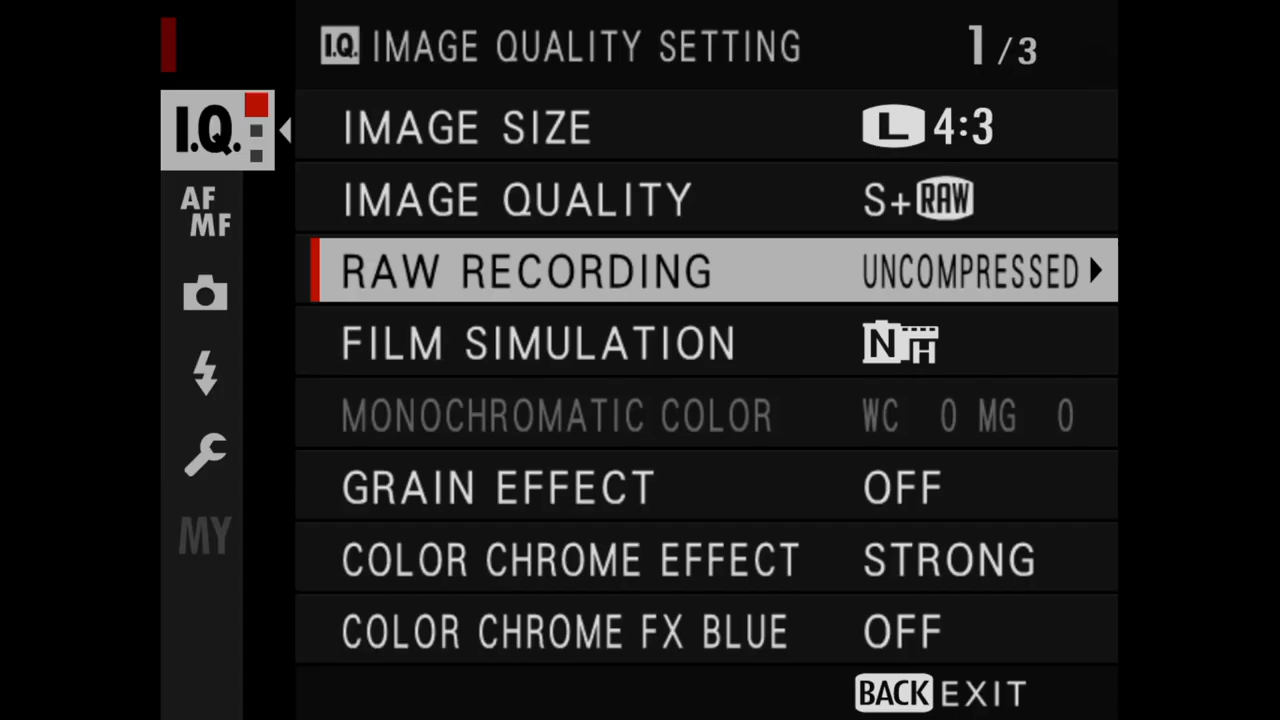 I.Q. IMAGE QUALITY SETTING 1/3
I.Q.
AF
MF
MY
IMAGE SIZE L 4:3
IMAGE QUALITY S+RAW
RAW RECORDING UNCOMPRESSED
FILM SIMULATION N H
MONOCHROMATIC COLOR WC 0 MG 0
GRAIN EFFECT OFF
COLOR CHROME EFFECT STRONG
COLOR CHROME FX BLUE OFF
BACK EXIT